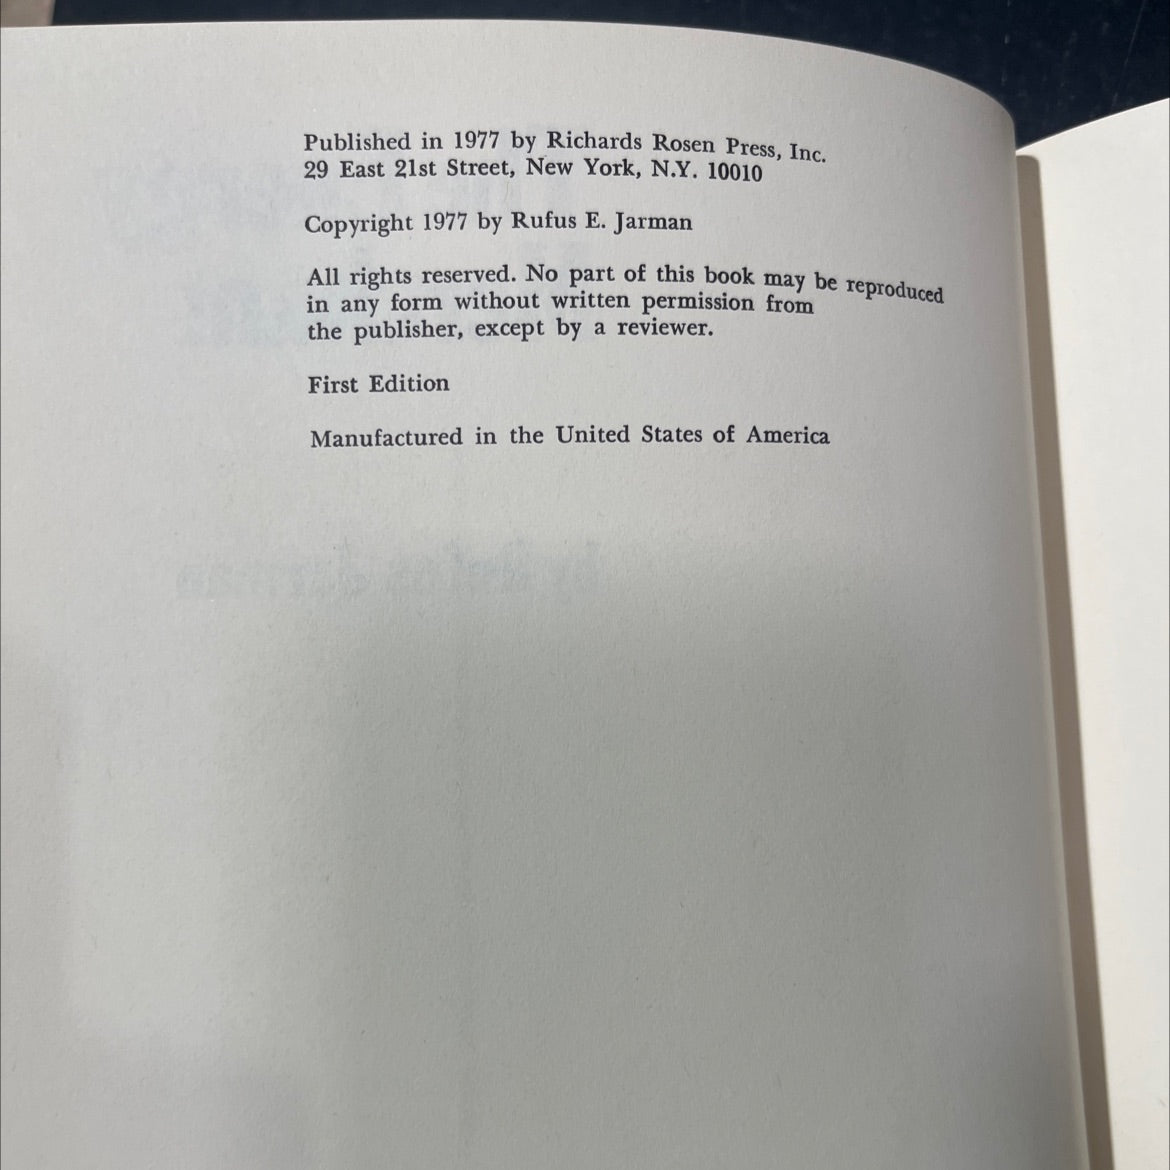 Published in 1977 by Richards Rosen Press, Inc.
29 East 21st Street, New York, N.Y. 10010
Copyright 1977 by Rufus E. Jarman
All rights reserved. No part of this book may be reproduced
in any form without written permission from
the publisher, except by a reviewer.
First Edition
Manufactured in the United States of America